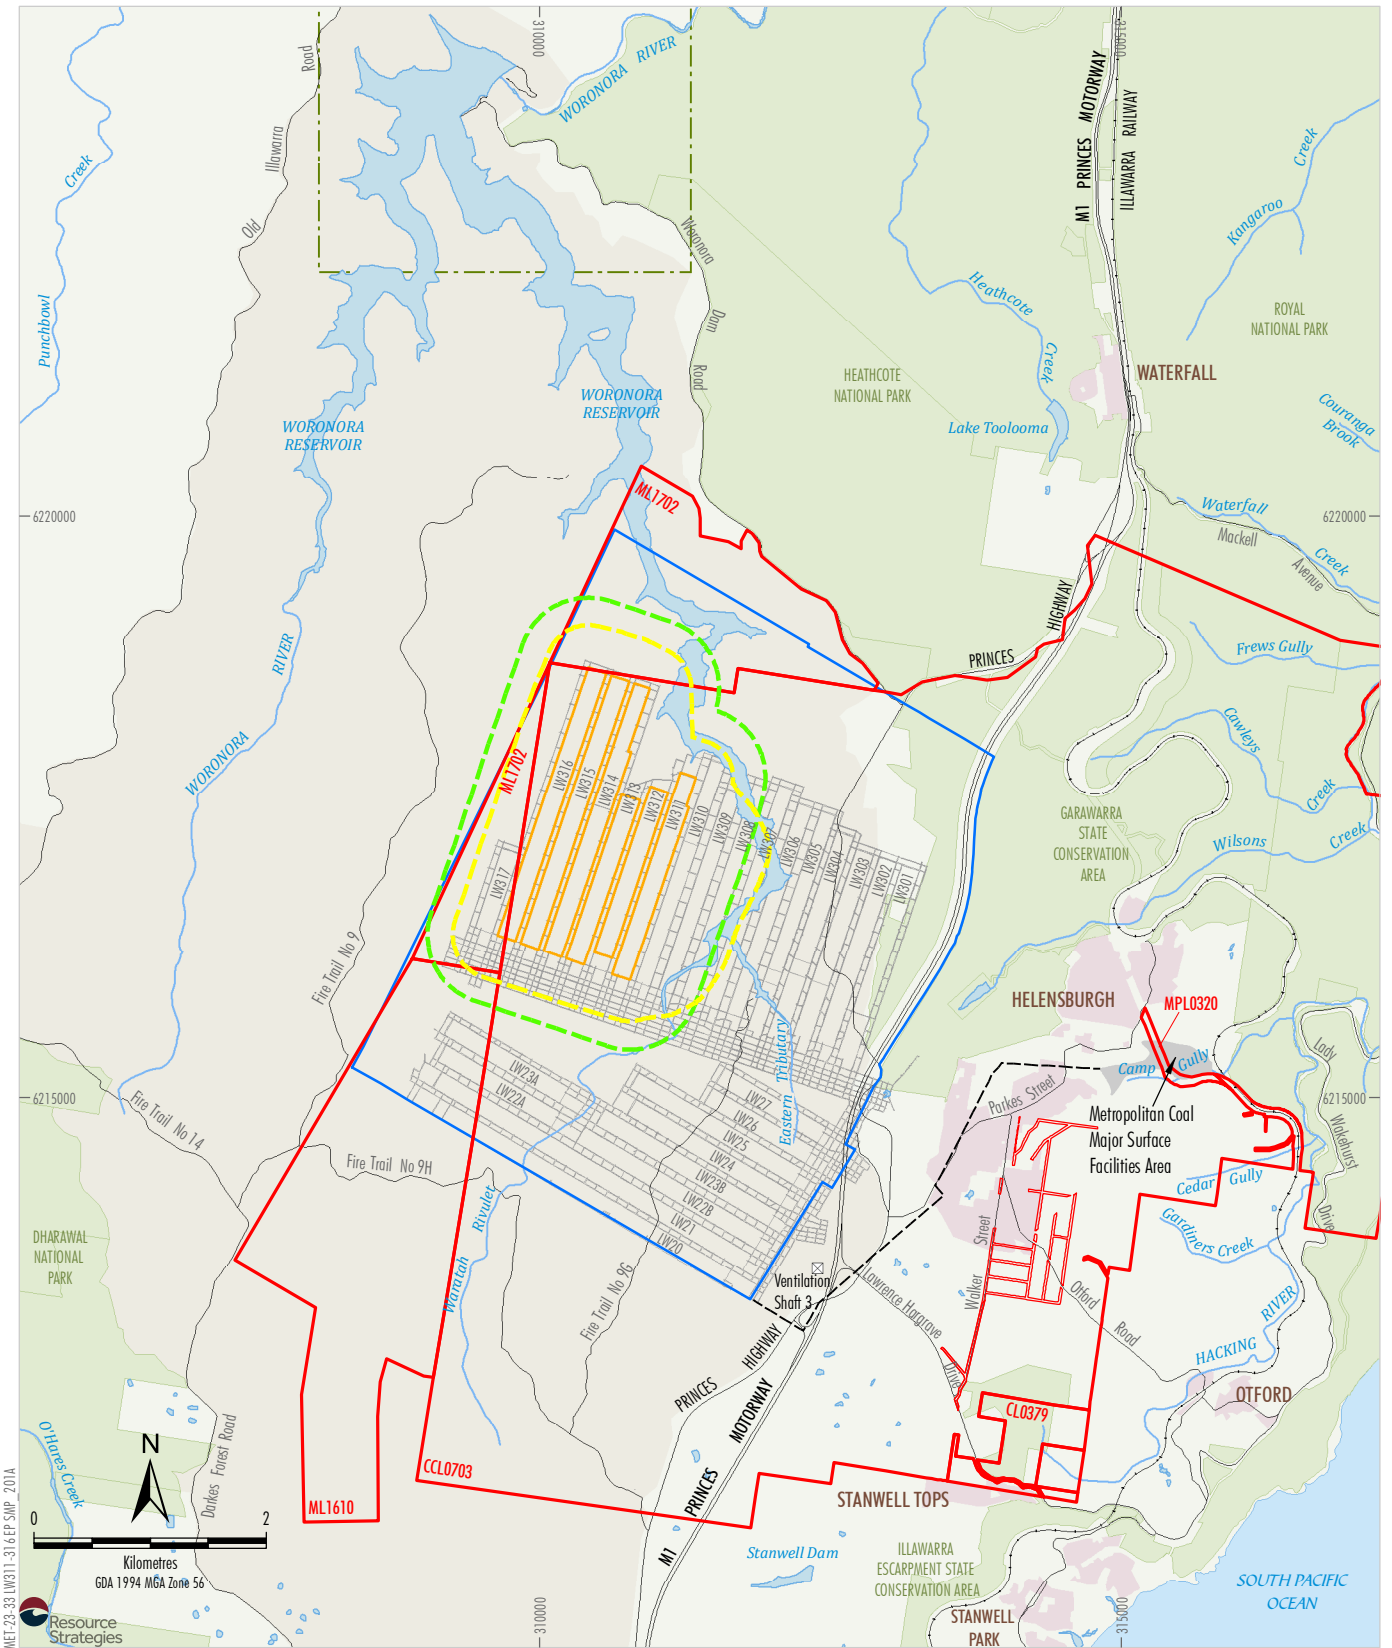 310000
315000
Road
WORONORA RIVER
M1 PRINCES MOTORWAY
ILLAWARRA RAILWAY
Creek
Illawarra
Old
Punchbowl
Woronora
Dam
Road
Creek
Kangaroo
Heathcote
Creek
ROYAL
NATIONAL PARK
HEATHCOTE
NATIONAL PARK
WATERFALL
WORONORA
RESERVOIR
WORONORA
RESERVOIR
Lake Toolooma
Couranga
Brook
ML1702
6220000
6220000
Waterfall
Creek
Mackell
Avenue
HIGHWAY
PRINCES
Frews Gully
RIVER
WORONORA
Cawleys
Creek
ML1702
LW316
LW315
LW314
LW313
LW312
LW311
LW310
LW309
LW308
LW307
LW306
LW305
LW304
LW303
LW302
LW301
LW317
GARAWARRA
STATE
CONSERVATION
AREA
Wilsons
Creek
Fire Trail No 9
HELENSBURGH
MPL0320
Camp Gully
Lady
Wakehurst
Drive
Eastern Tributary
LW23A
LW22A
LW27
LW26
LW25
LW24
LW23B
LW22B
LW21
LW20
6215000
6215000
Parkes Street
Metropolitan Coal
Major Surface
Facilities Area
Fire Trail No 14
Fire Trail No 9H
Cedar Gully
Gardiners Creek
Waratah Rivulet
DHARAWAL
NATIONAL
PARK
Fire Trail No 9G
Ventilation
Shaft 3
Lawrence Hargrave
Drive
Walker Street
Otford
Road
HACKING RIVER
OTFORD
PRINCES HIGHWAY
M1 PRINCES MOTORWAY
CL0379
CCL0703
ML1610
STANWELL TOPS
O'Hares Creek
Darkes Forest Road
N
0 2
Kilometres
GDA 1994 MGA Zone 56
Stanwell Dam
ILLAWARRA
ESCARPMENT STATE
CONSERVATION AREA
STANWELL
PARK
SOUTH PACIFIC
OCEAN
Resource
Strategies
MET-23-33 LW311-316 EP SMP_201A
310000
315000